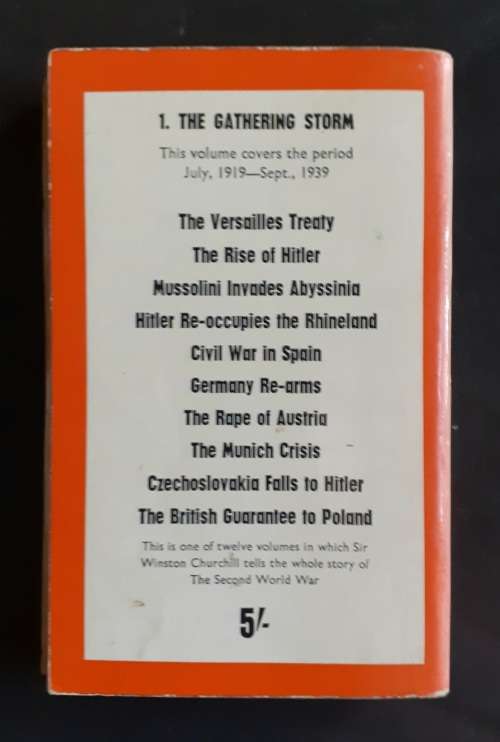 1. THE GATHERING STORM
This volume covers the period
July, 1919—Sept., 1939
The Versailles Treaty
The Rise of Hitler
Mussolini Invades Abyssinia
Hitler Re-occupies the Rhineland
Civil War in Spain
Germany Re-arms
The Rape of Austria
The Munich Crisis
Czechoslovakia Falls to Hitler
The British Guarantee to Poland
This is one of twelve volumes in which Sir
Winston Churchill tells the whole story of
The Second World War
5/-